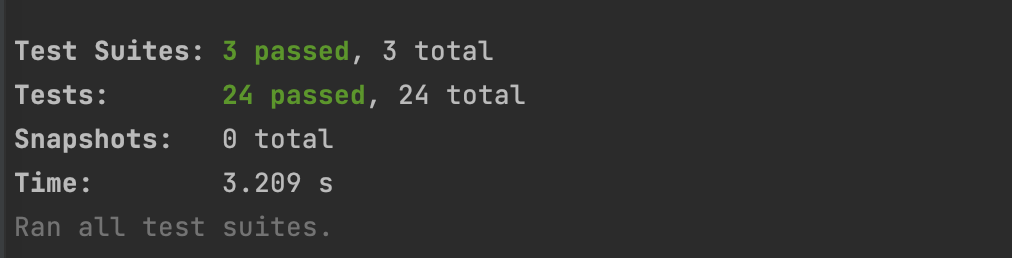 Test Suites: 3 passed, 3 total
Tests: 24 passed, 24 total
Snapshots: 0 total
Time: 3.209 s
Ran all test suites.